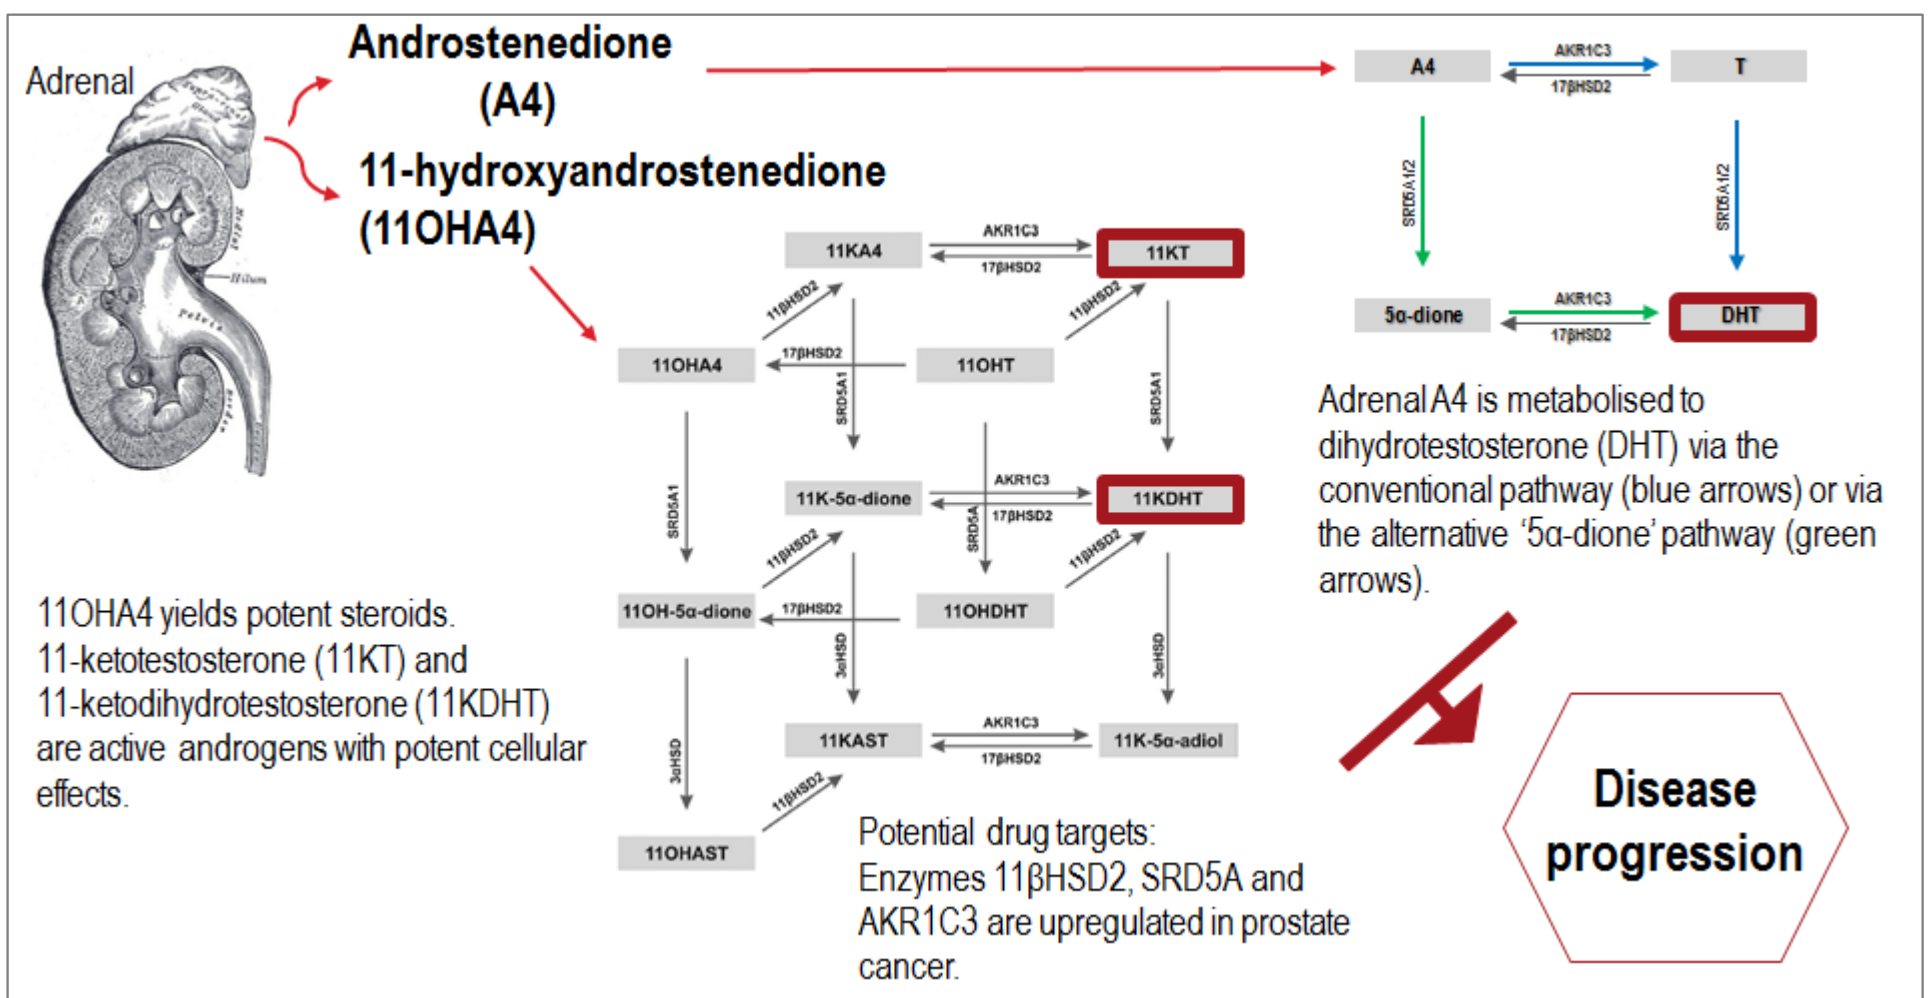 Adrenal
Androstenedione
(A4)
11-hydroxyandrostenedione
(11OHA4)
A4
AKR1C3
17βHSD2
T
SRD5A1/2
SRD5A1/2
5α-dione
AKR1C3
17βHSD2
DHT
Hilum
Pelvis
11KA4
AKR1C3
17βHSD2
11KT
11βHSD2
11βHSD2
11OHA4
17βHSD2
11OHT
SRD5A1
SRD5A1
SRD5A1
SRD5A
11K-5α-dione
AKR1C3
17βHSD2
11KDHT
11βHSD2
11βHSD2
11OH-5α-dione
17βHSD2
11OHDHT
3αHSD
3αHSD
3αHSD
11KAST
AKR1C3
17βHSD2
11K-5α-adiol
11βHSD2
11OHAST
Adrenal A4 is metabolised to
dihydrotestosterone (DHT) via the
conventional pathway (blue arrows) or via
the alternative ‘5α-dione’ pathway (green
arrows).
11OHA4 yields potent steroids.
11-ketotestosterone (11KT) and
11-ketodihydrotestosterone (11KDHT)
are active androgens with potent cellular
effects.
Potential drug targets:
Enzymes 11βHSD2, SRD5A and
AKR1C3 are upregulated in prostate
cancer.
Disease
progression